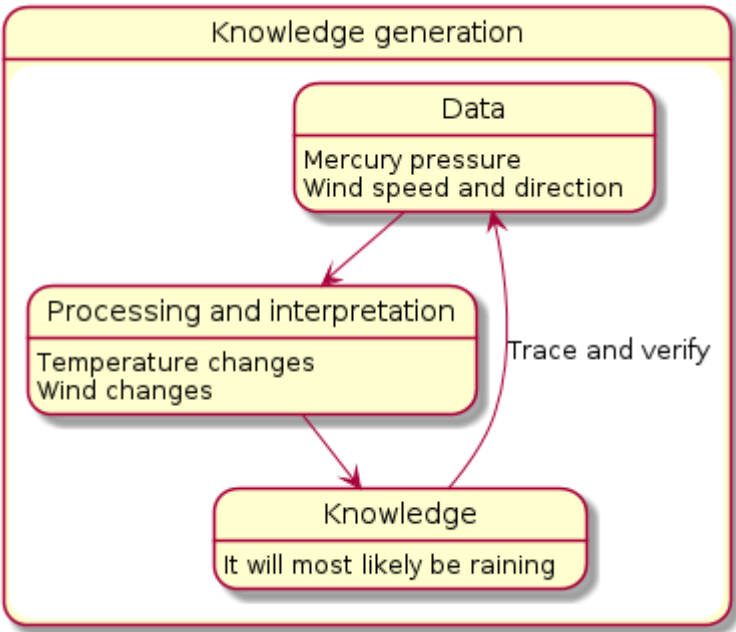 Knowledge generation
Data
Mercury pressure
Wind speed and direction
Processing and interpretation
Temperature changes
Wind changes
Trace and verify
Knowledge
It will most likely be raining